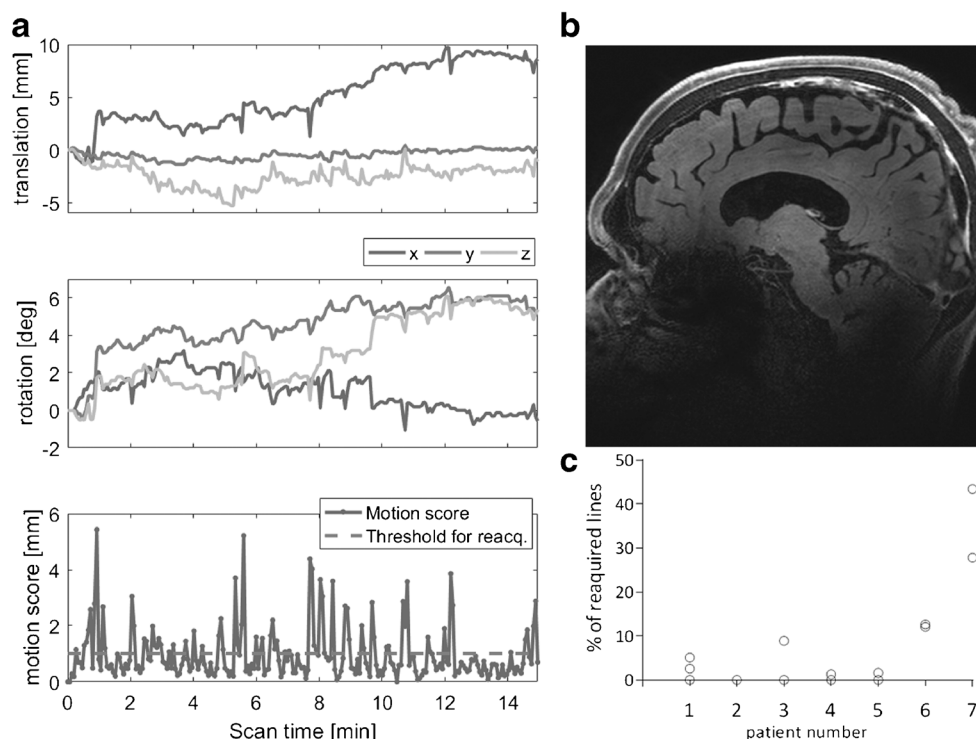 a
translation [mm]
10
5
0
-5
x y z
rotation [deg]
6
4
2
0
-2
motion score [mm]
6
4
2
0
Motion score
Threshold for reacq.
0 2 4 6 8 10 12 14
Scan time [min]
b
c
% of reaquired lines
50
40
30
20
10
0
1 2 3 4 5 6 7
patient number